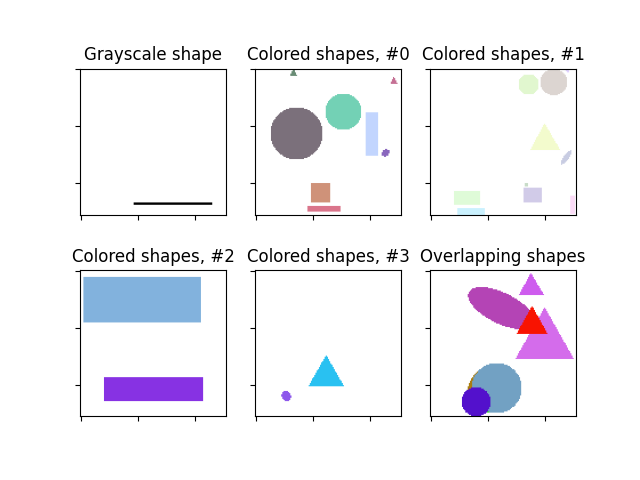 Grayscale shape
Colored shapes, #0
Colored shapes, #1
Colored shapes, #2
Colored shapes, #3
Overlapping shapes